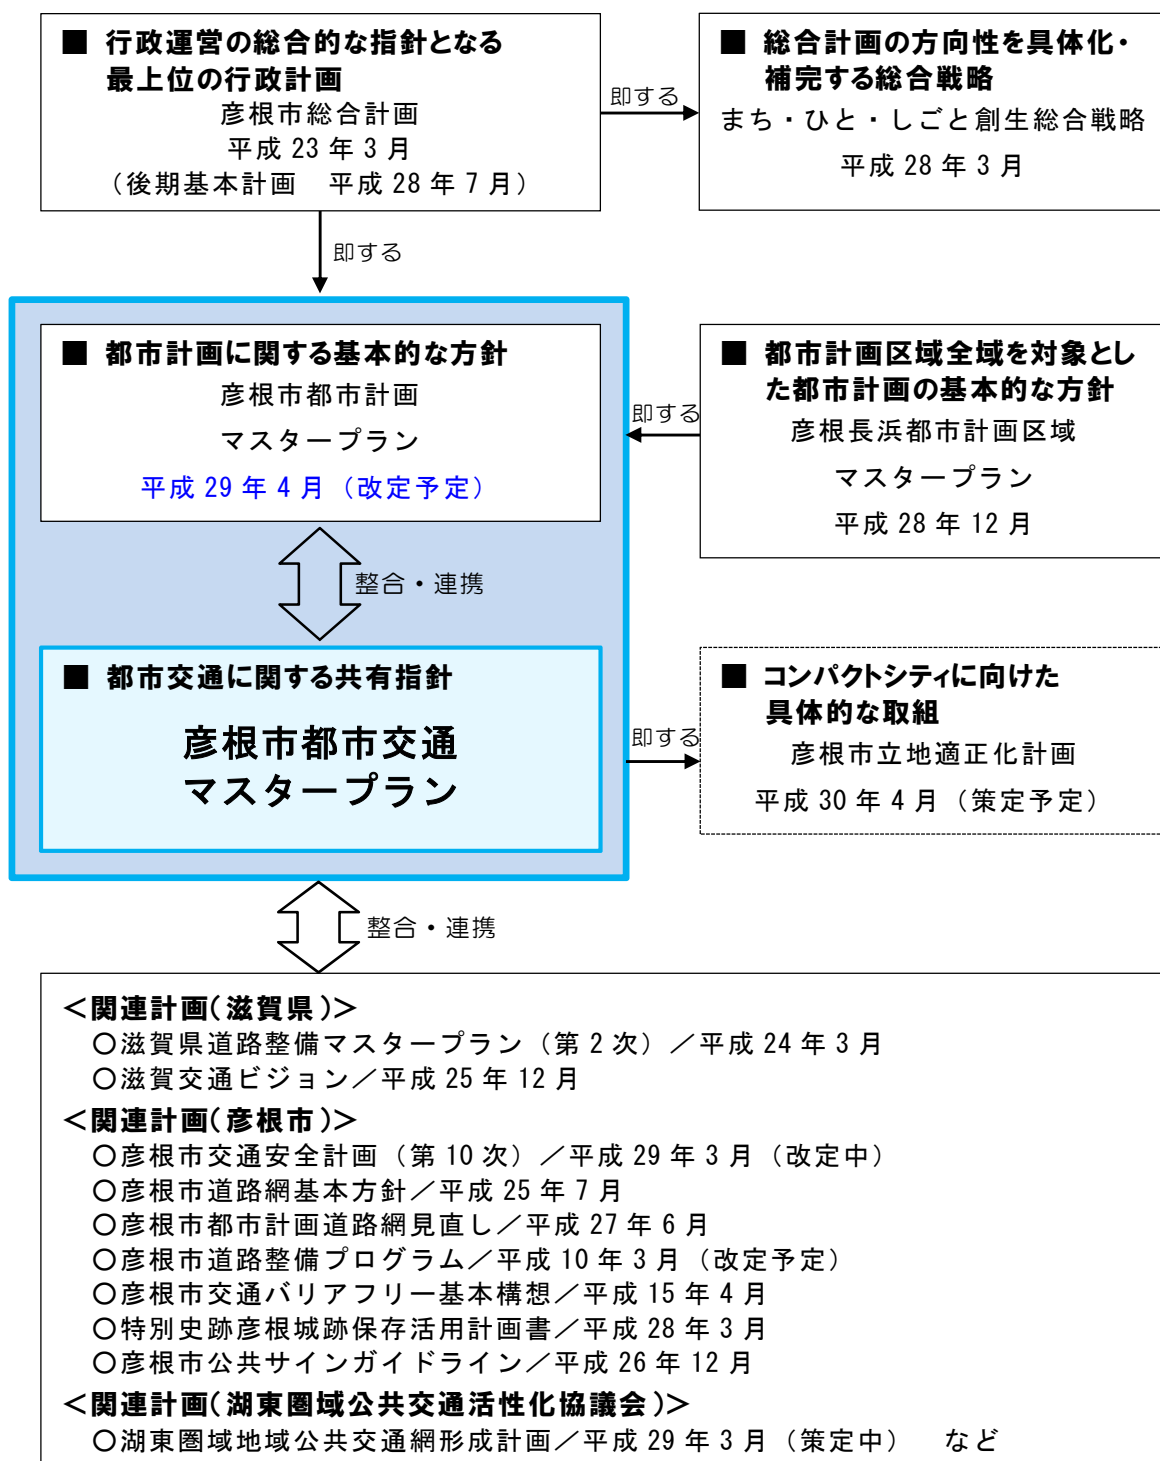 ■ 行政運営の総合的な指針となる
最上位の行政計画
彦根市総合計画
平成 23 年 3 月
（後期基本計画　平成 28 年 7 月）
即する
■ 総合計画の方向性を具体化・
補完する総合戦略
まち・ひと・しごと創生総合戦略
平成 28 年 3 月
即する
■ 都市計画に関する基本的な方針
彦根市都市計画
マスタープラン
平成 29 年 4 月（改定予定）
即する
■ 都市計画区域全域を対象とし
た都市計画の基本的な方針
彦根長浜都市計画区域
マスタープラン
平成 28 年 12 月
整合・連携
■ 都市交通に関する共有指針
彦根市都市交通
マスタープラン
即する
■ コンパクトシティに向けた
具体的な取組
彦根市立地適正化計画
平成 30 年 4 月（策定予定）
整合・連携
＜関連計画（滋賀県）＞
○滋賀県道路整備マスタープラン（第 2 次）／平成 24 年 3 月
○滋賀交通ビジョン／平成 25 年 12 月
＜関連計画（彦根市）＞
○彦根市交通安全計画（第 10 次）／平成 29 年 3 月（改定中）
○彦根市道路網基本方針／平成 25 年 7 月
○彦根市都市計画道路網見直し／平成 27 年 6 月
○彦根市道路整備プログラム／平成 10 年 3 月（改定予定）
○彦根市交通バリアフリー基本構想／平成 15 年 4 月
○特別史跡彦根城跡保存活用計画書／平成 28 年 3 月
○彦根市公共サインガイドライン／平成 26 年 12 月
＜関連計画（湖東圏域公共交通活性化協議会）＞
○湖東圏域地域公共交通網形成計画／平成 29 年 3 月（策定中）　など